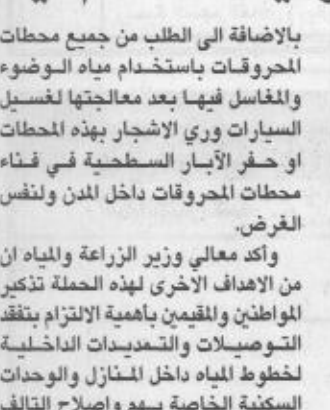 بالاضافة الى الطلب من جميع محطات
المحروقات باستخدام مياه الوضوء
والمغاسل فيها بعد معالجتها لغسيل
السيارات وري الاشجار بهذه المحطات
او حفر الآبار السطحية في فناء
محطات المحروقات داخل المدن ولنفس
الغرض.
وأكد معالي وزير الزراعة والمياه ان
من الاهداف الاخرى لهذه الحملة تذكير
المواطنين والمقيمين بأهمية الالتزام بتفقد
التوصيلات والتمديدات الداخلية
لخطوط المياه داخل المنازل والوحدات
السكنية الخاصة بهم واصلاح التالف